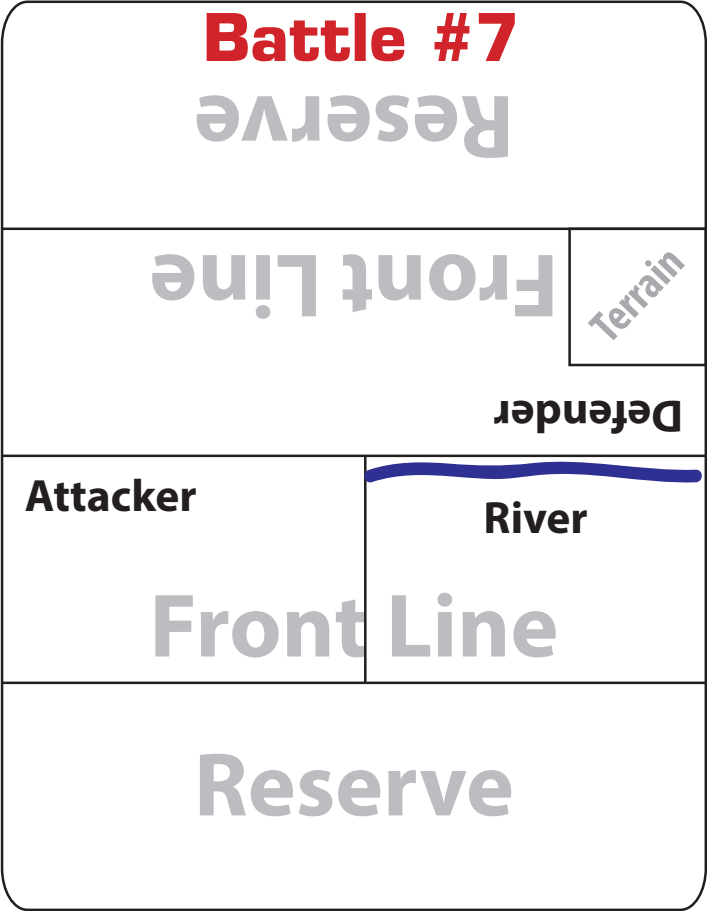 Battle #7
Reserve
Front Line
Terrain
Defender
Attacker
River
Front Line
Reserve